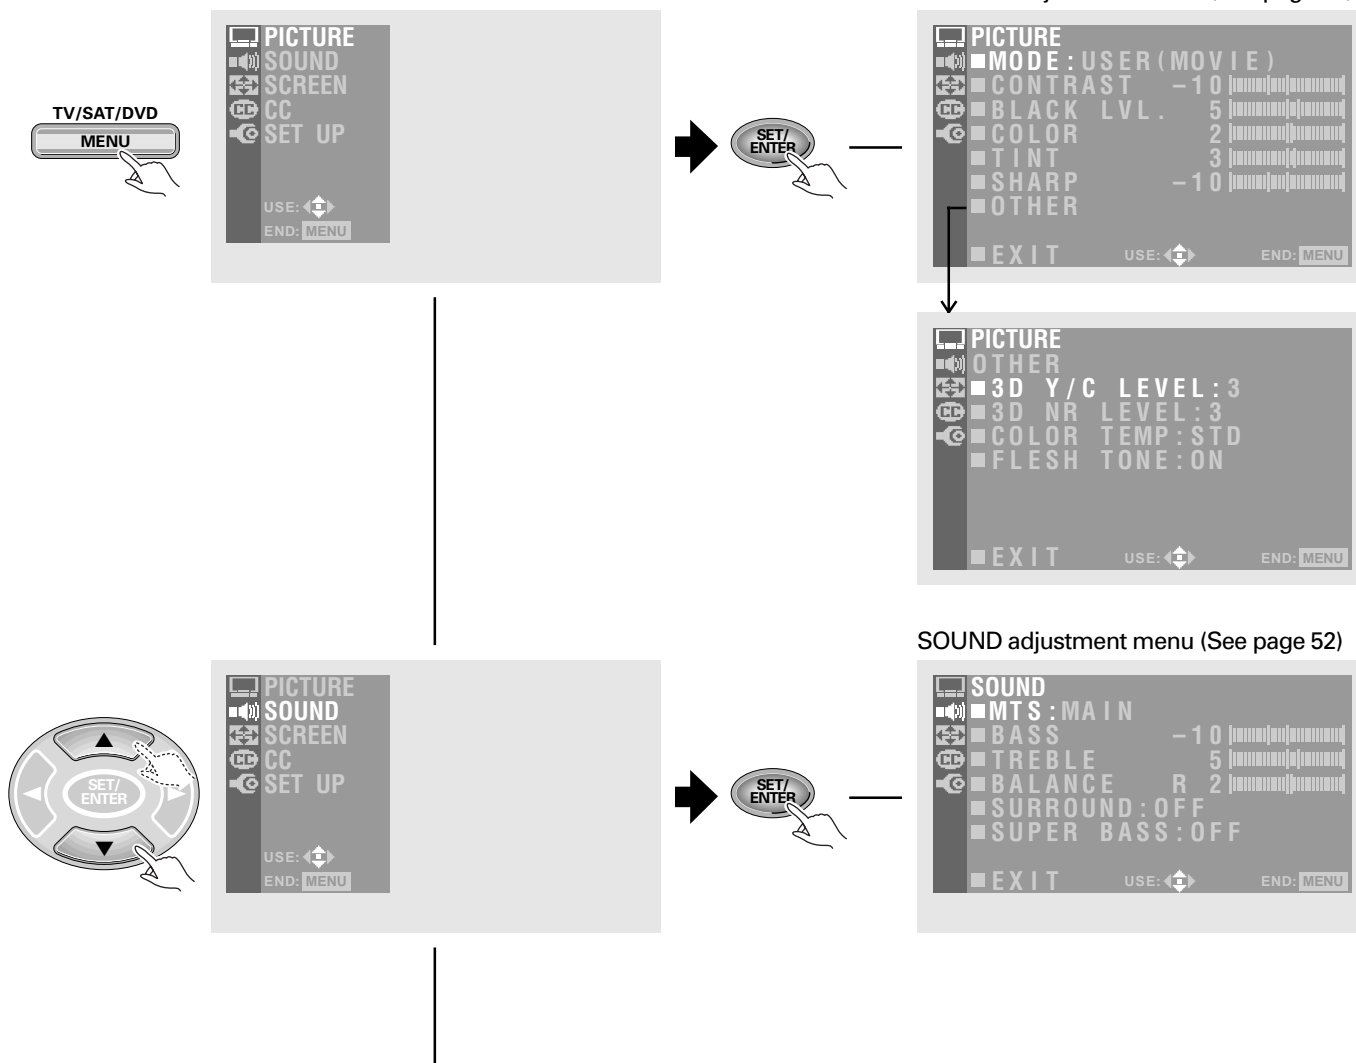 TV/SAT/DVD
MENU
PICTURE
SOUND
SCREEN
CC
SET UP
USE:
END: MENU
SET/
ENTER
PICTURE
MODE:USER(MOVIE)
CONTRAST -10
BLACK LVL. 5
COLOR 2
TINT 3
SHARP -10
OTHER
EXIT USE: END: MENU
PICTURE
OTHER
3D Y/C LEVEL:3
3D NR LEVEL:3
COLOR TEMP:STD
FLESH TONE:ON
EXIT USE: END: MENU
SET/
ENTER
PICTURE
SOUND
SCREEN
CC
SET UP
USE:
END: MENU
SET/
ENTER
SOUND adjustment menu (See page 52)
SOUND
MTS:MAIN
BASS -10
TREBLE 5
BALANCE R 2
SURROUND:OFF
SUPER BASS:OFF
EXIT USE: END: MENU